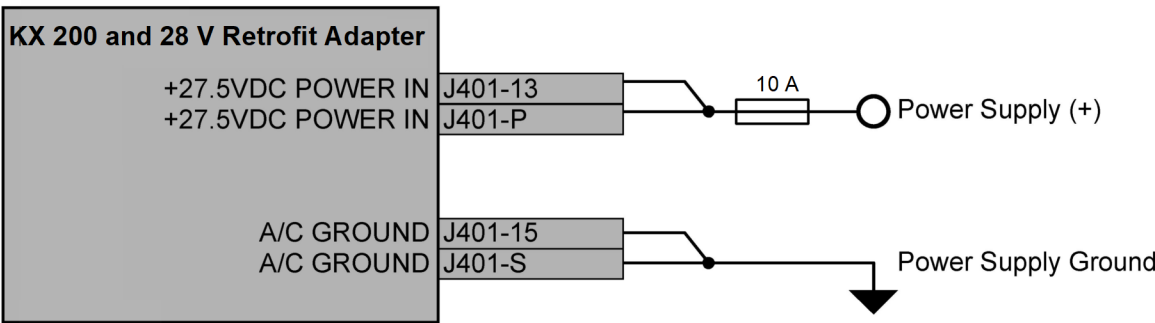 KX 200 and 28 V Retrofit Adapter
+27.5VDC POWER IN J401-13
+27.5VDC POWER IN J401-P
10 A
Power Supply (+)
A/C GROUND J401-15
A/C GROUND J401-S
Power Supply Ground